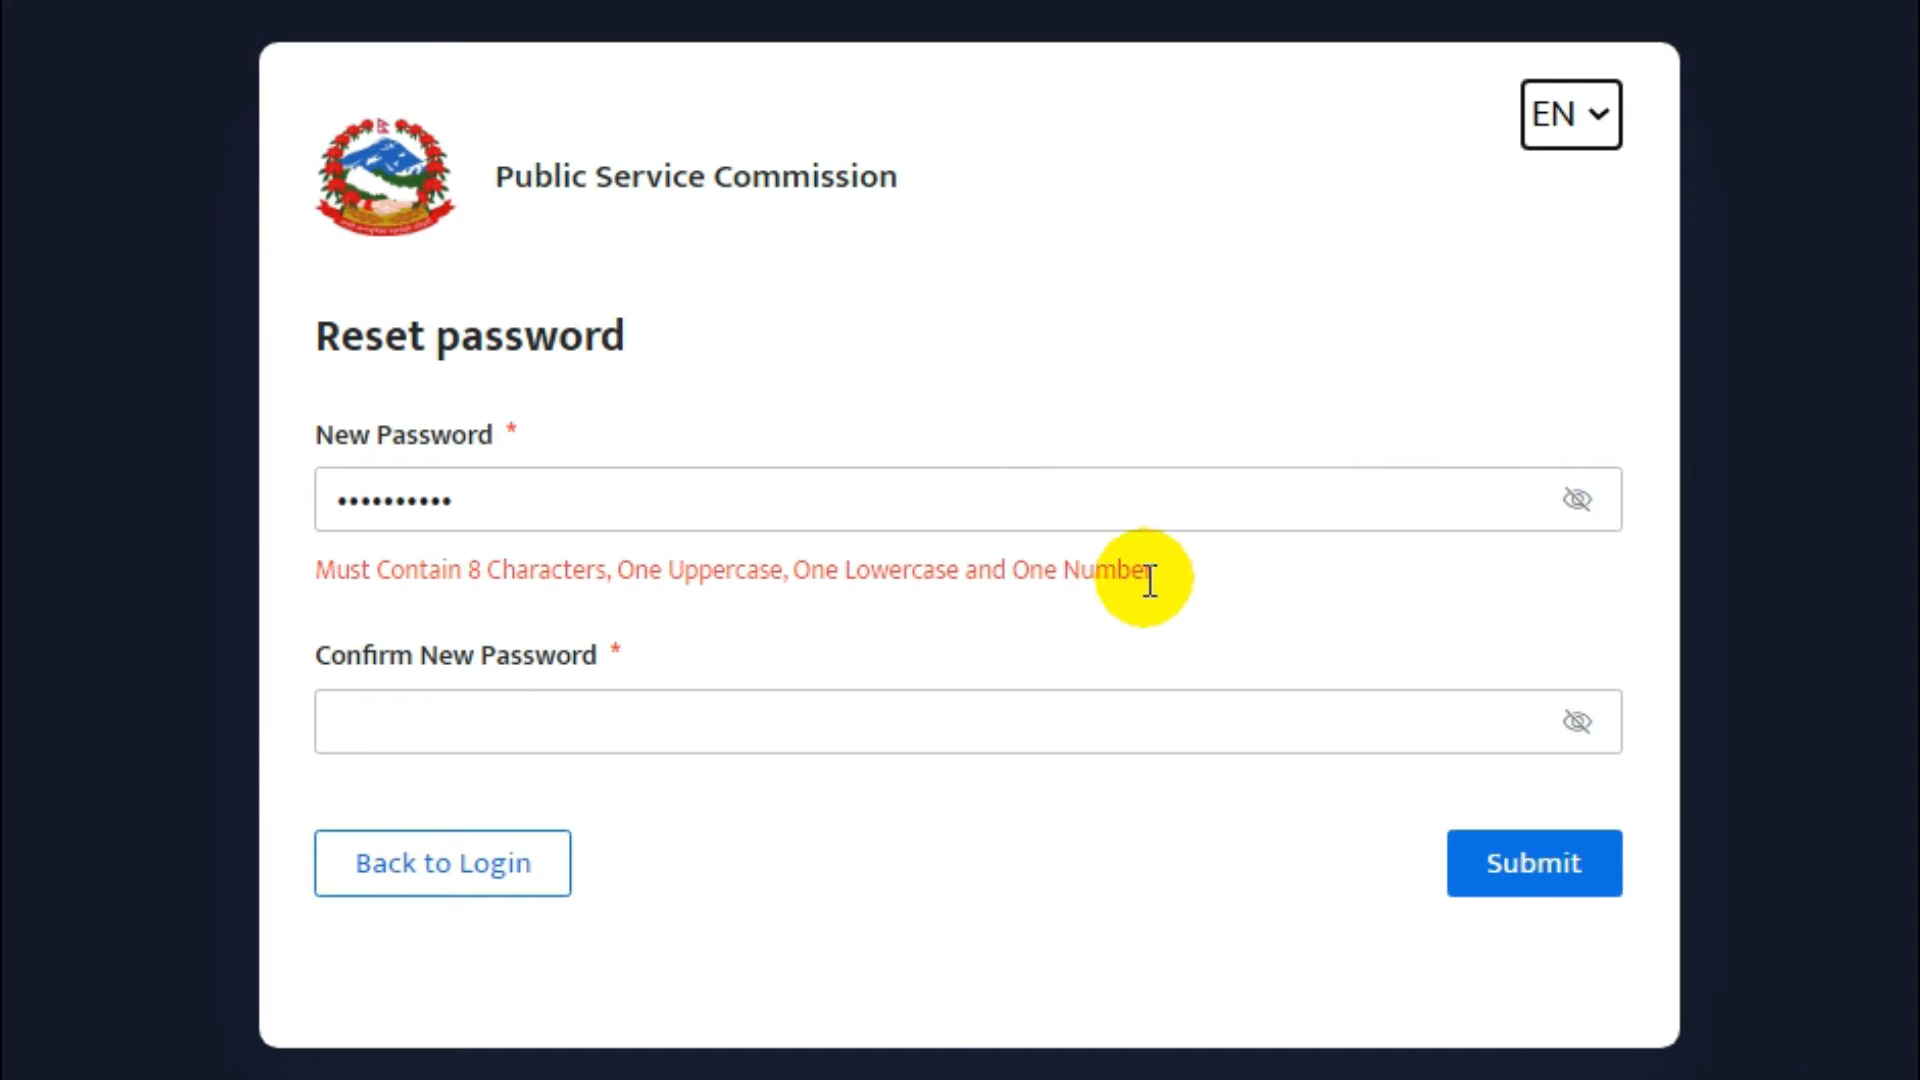 EN
Public Service Commission
Reset password
New Password *
••••••••••
Must Contain 8 Characters, One Uppercase, One Lowercase and One Number
Confirm New Password *
Back to Login
Submit